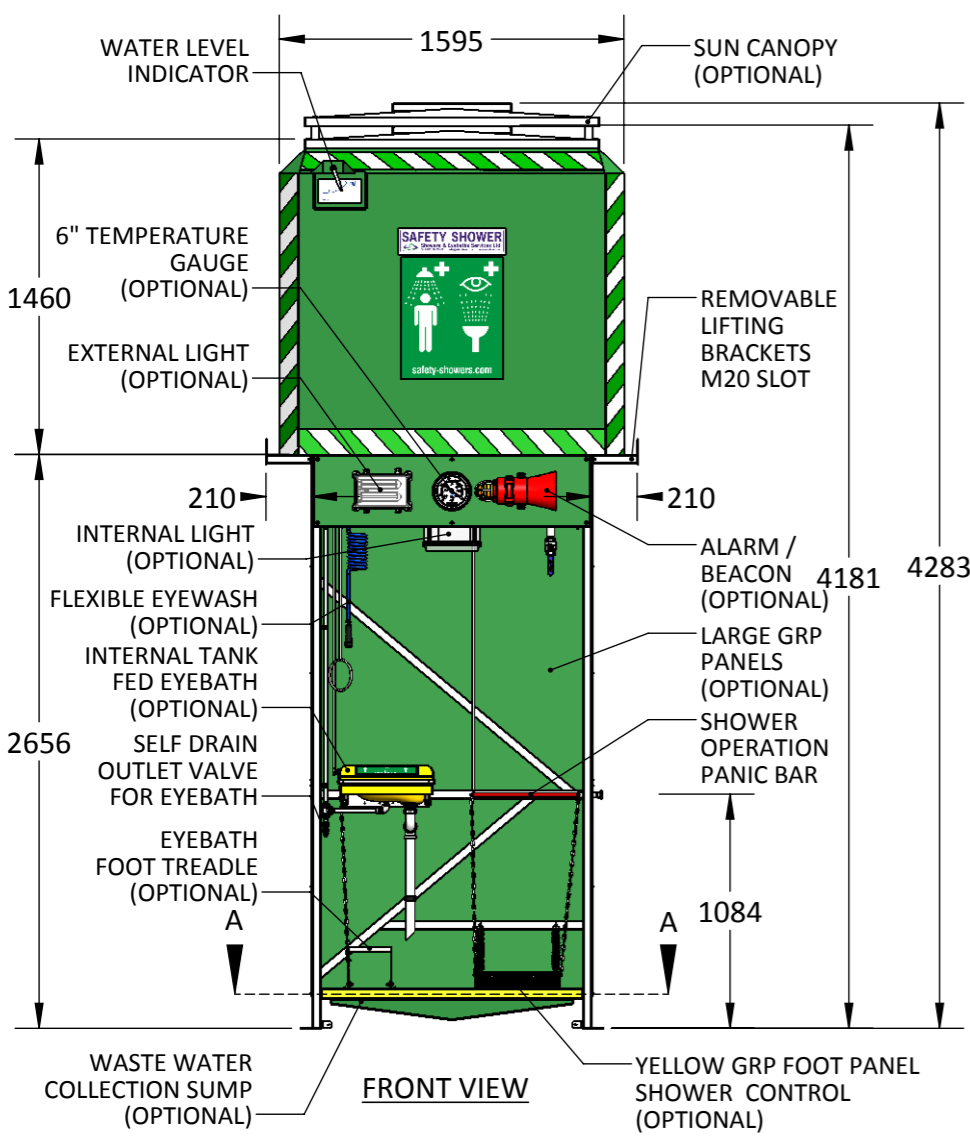 1595
WATER LEVEL
INDICATOR
SUN CANOPY
(OPTIONAL)
6" TEMPERATURE
GAUGE
(OPTIONAL)
1460
EXTERNAL LIGHT
(OPTIONAL)
SAFETY SHOWER
Showers & Eyebaths Services Ltd
safety-showers.com
REMOVABLE
LIFTING
BRACKETS
M20 SLOT
210
210
INTERNAL LIGHT
(OPTIONAL)
ALARM /
BEACON
(OPTIONAL)
4181
4283
FLEXIBLE EYEWASH
(OPTIONAL)
INTERNAL TANK
FED EYEBATH
(OPTIONAL)
LARGE GRP
PANELS
(OPTIONAL)
2656
SELF DRAIN
OUTLET VALVE
FOR EYEBATH
SHOWER
OPERATION
PANIC BAR
EYEBATH
FOOT TREADLE
(OPTIONAL)
1084
A
A
WASTE WATER
COLLECTION SUMP
(OPTIONAL)
FRONT VIEW
YELLOW GRP FOOT PANEL
SHOWER CONTROL
(OPTIONAL)